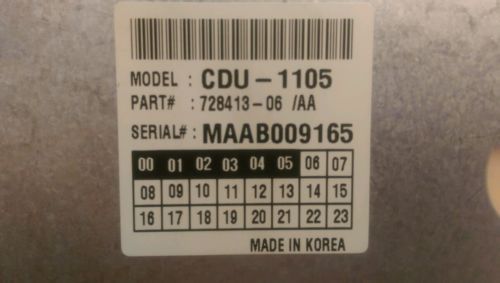 MODEL : CDU-1105
PART# : 728413-06 /AA
SERIAL# : MAAB009165
00 01 02 03 04 05 06 07
08 09 10 11 12 13 14 15
16 17 18 19 20 21 22 23
MADE IN KOREA